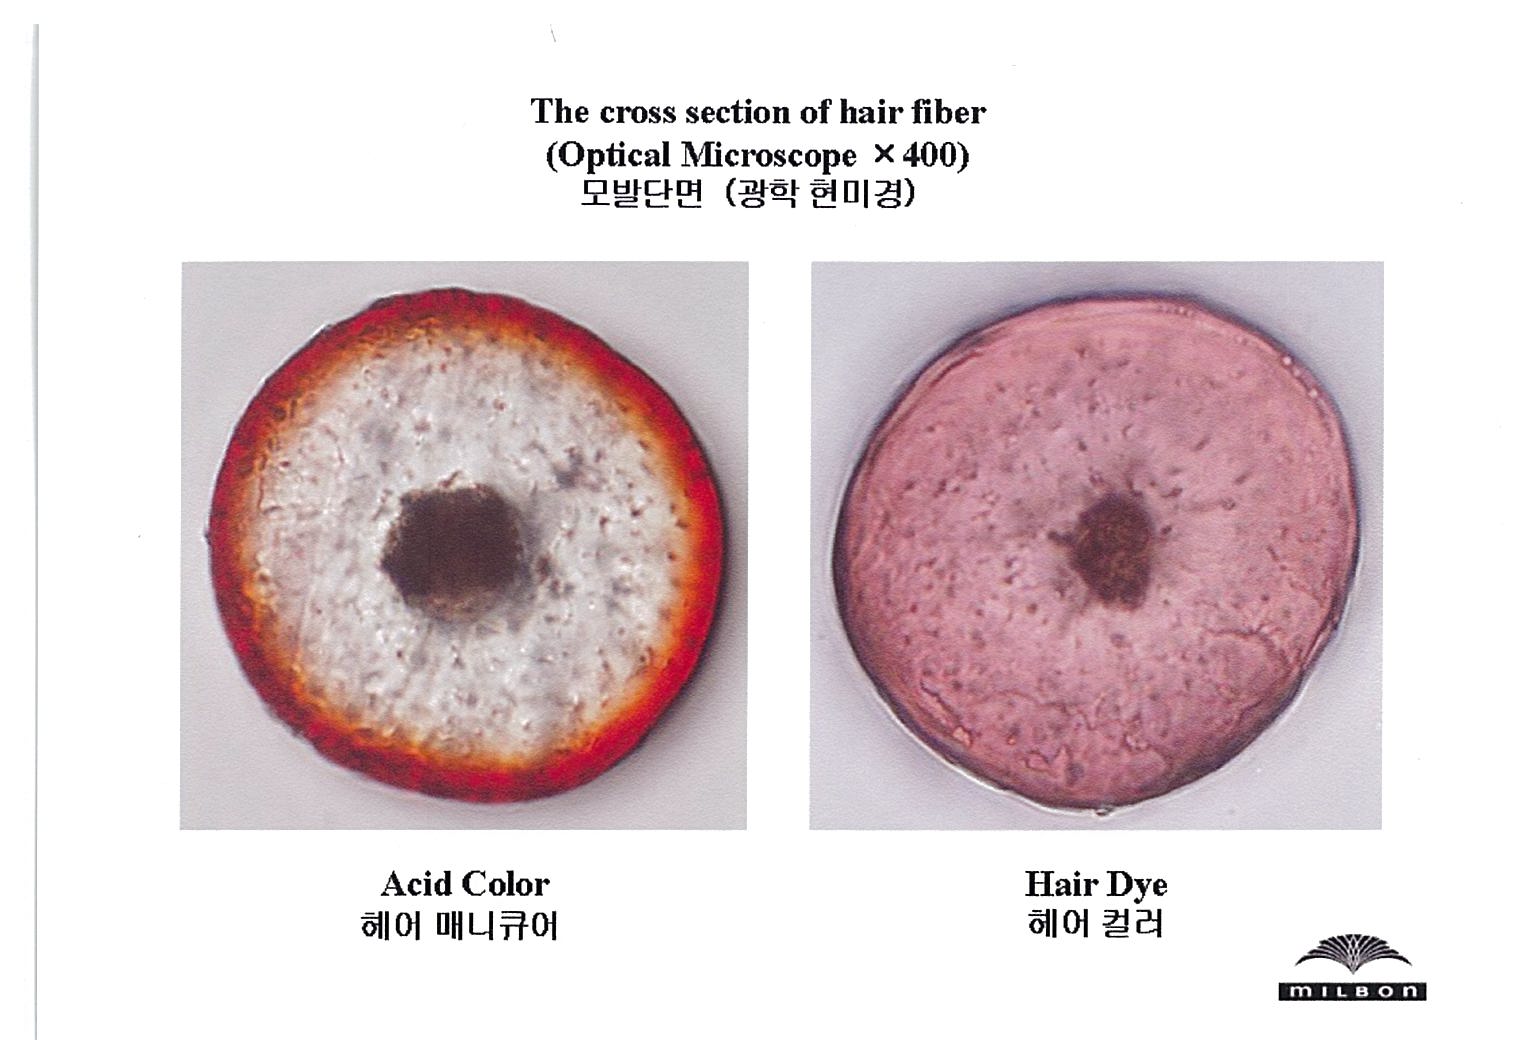 The cross section of hair fiber
(Optical Microscope ×400)
모발단면 (광학 현미경)
Acid Color
헤어 매니큐어
Hair Dye
헤어 컬러
MILBON